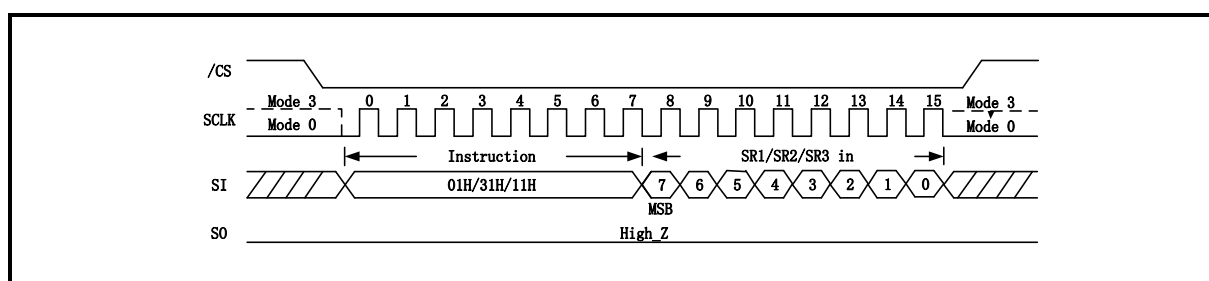 /CS
Mode 3 0 1 2 3 4 5 6 7 8 9 10 11 12 13 14 15 Mode 3
SCLK
Mode 0 Mode 0
Instruction SR1/SR2/SR3 in
SI 01H/31H/11H 7 6 5 4 3 2 1 0
MSB
SO High_Z